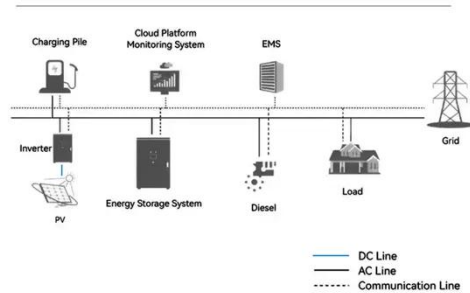 Charging Pile
Cloud Platform
Monitoring System
EMS
Grid
Inverter
PV
Energy Storage System
Diesel
Load
DC Line
AC Line
Communication Line